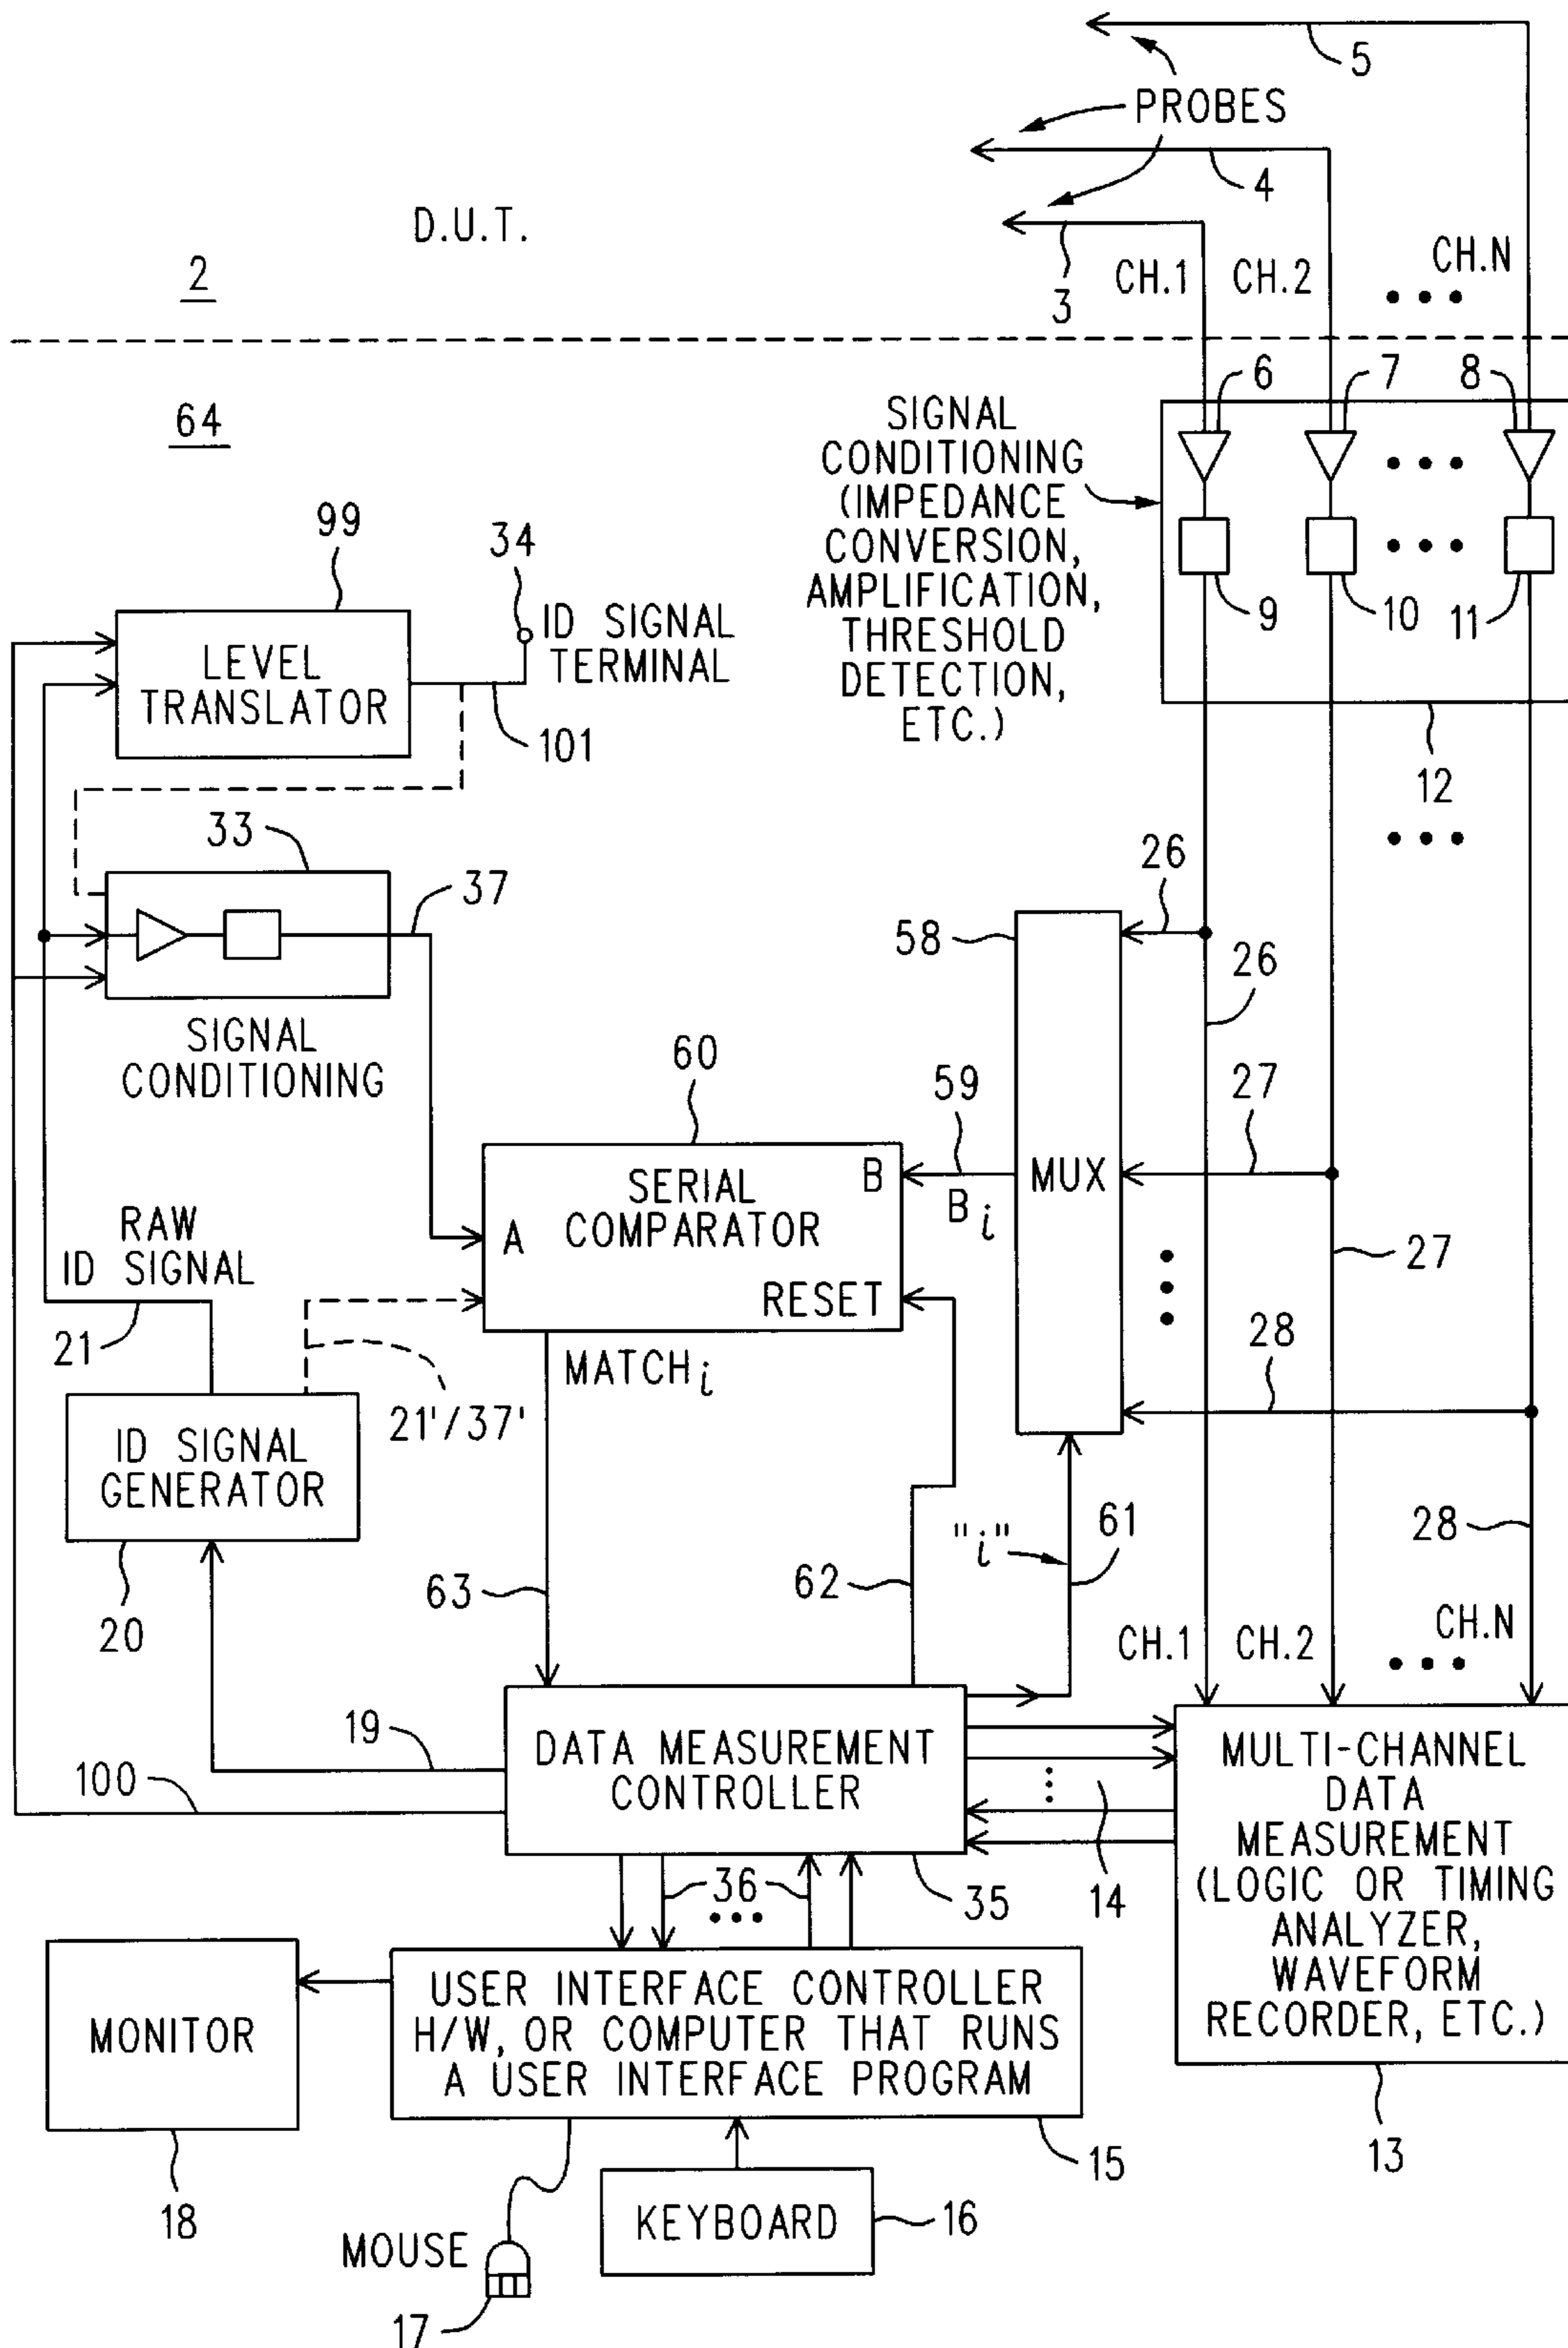 5
PROBES
4
D.U.T.
3
2
CH.1
CH.2
CH.N
6
7
8
64
SIGNAL
CONDITIONING
(IMPEDANCE
CONVERSION,
AMPLIFICATION,
THRESHOLD
DETECTION,
ETC.)
9
10
11
12
99
34
LEVEL
TRANSLATOR
ID SIGNAL
TERMINAL
101
33
37
SIGNAL
CONDITIONING
26
58
26
60
59
27
SERIAL
COMPARATOR
A
B
RESET
Bi
MUX
27
RAW
ID SIGNAL
21
28
MATCHi
21'/37'
ID SIGNAL
GENERATOR
20
63
62
"i"
61
28
CH.1
CH.2
CH.N
19
100
DATA MEASUREMENT
CONTROLLER
36
35
14
MULTI-CHANNEL
DATA
MEASUREMENT
(LOGIC OR TIMING
ANALYZER,
WAVEFORM
RECORDER, ETC.)
13
MONITOR
18
USER INTERFACE CONTROLLER
H/W, OR COMPUTER THAT RUNS
A USER INTERFACE PROGRAM
15
KEYBOARD
16
MOUSE
17